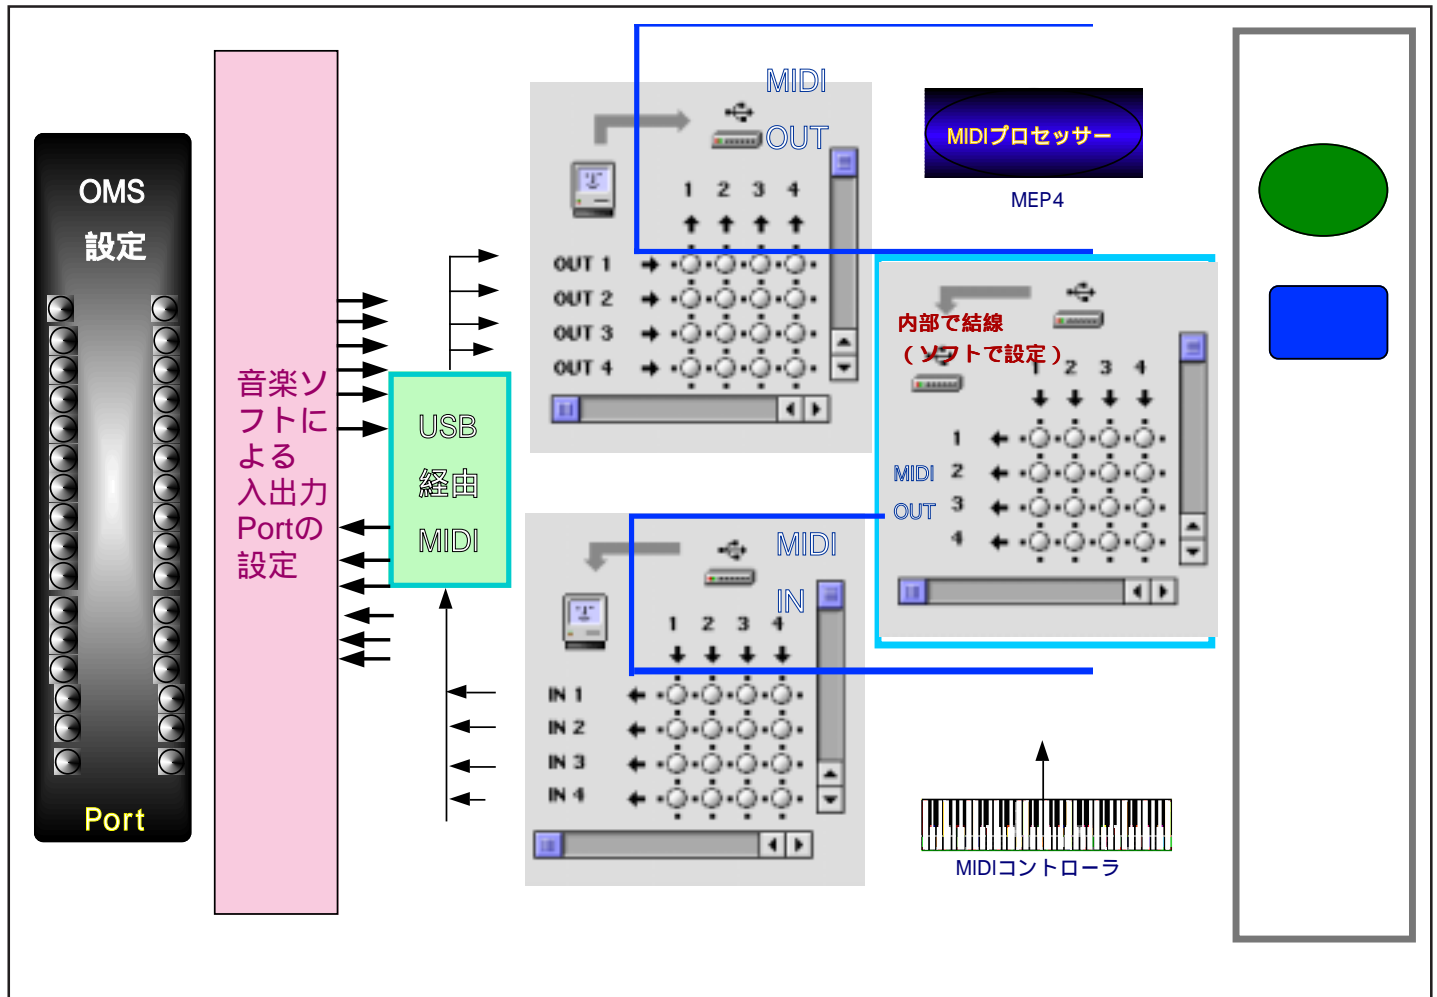 OMS
設定
Port
音楽ソ
フトに
よる
入出力
Portの
設定
USB
経由
MIDI
MIDI
OUT
1 2 3 4
OUT 1
OUT 2
OUT 3
OUT 4
MIDIプロセッサー
MEP4
内部で結線
(ソフトで設定)
1 2 3 4
1
MIDI 2
OUT 3
4
MIDI
IN
1 2 3 4
IN 1
IN 2
IN 3
IN 4
MIDIコントローラ